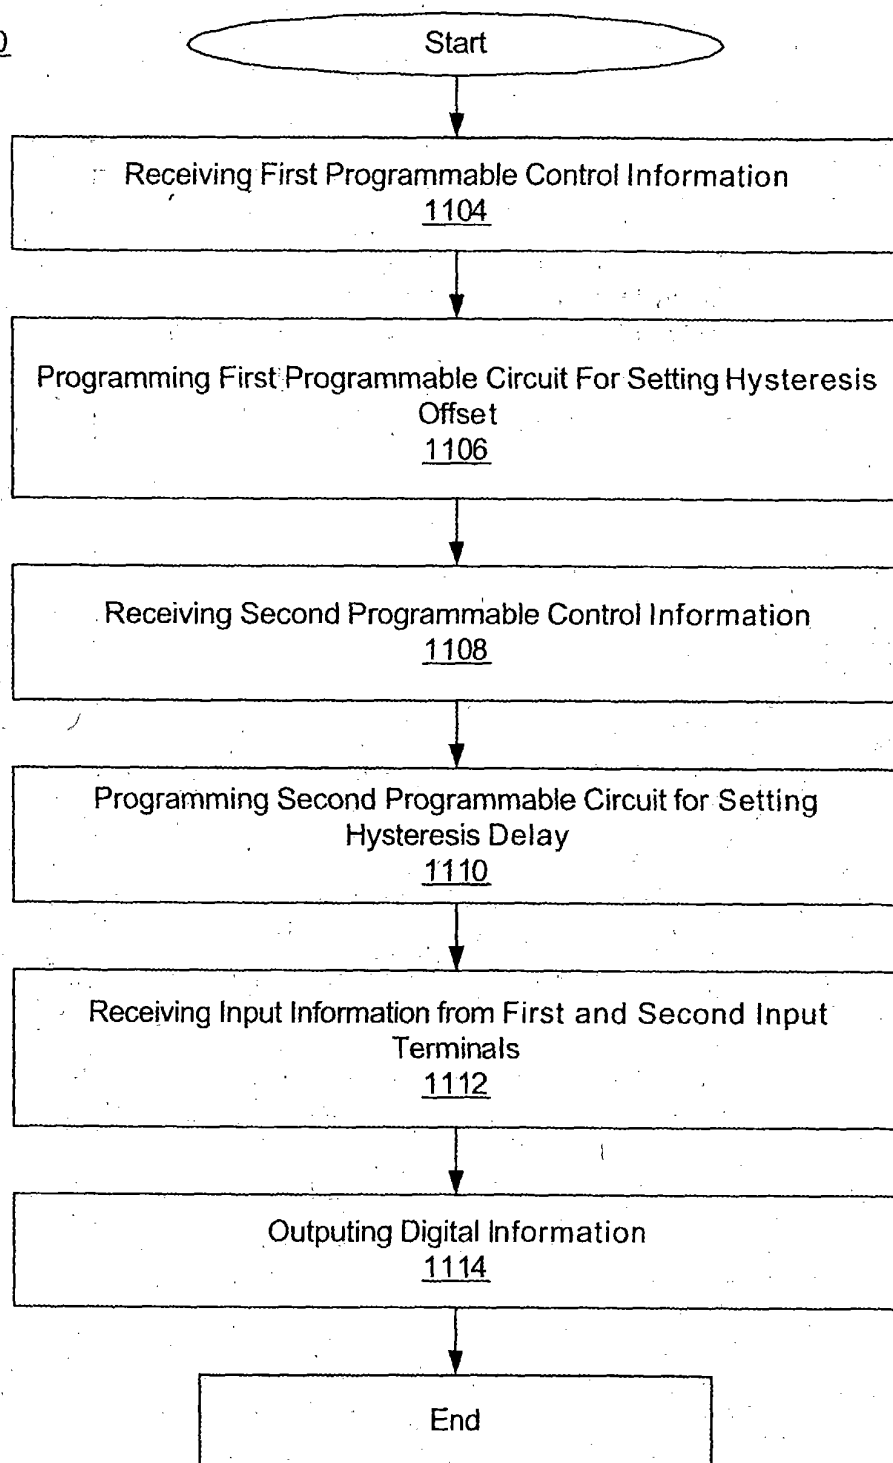 0
Start
Receiving First Programmable Control Information
1104
Programming First Programmable Circuit For Setting Hysteresis
Offset
1106
Receiving Second Programmable Control Information
1108
Programming Second Programmable Circuit for Setting
Hysteresis Delay
1110
Receiving Input Information from First and Second Input
Terminals
1112
Outputing Digital Information
1114
End